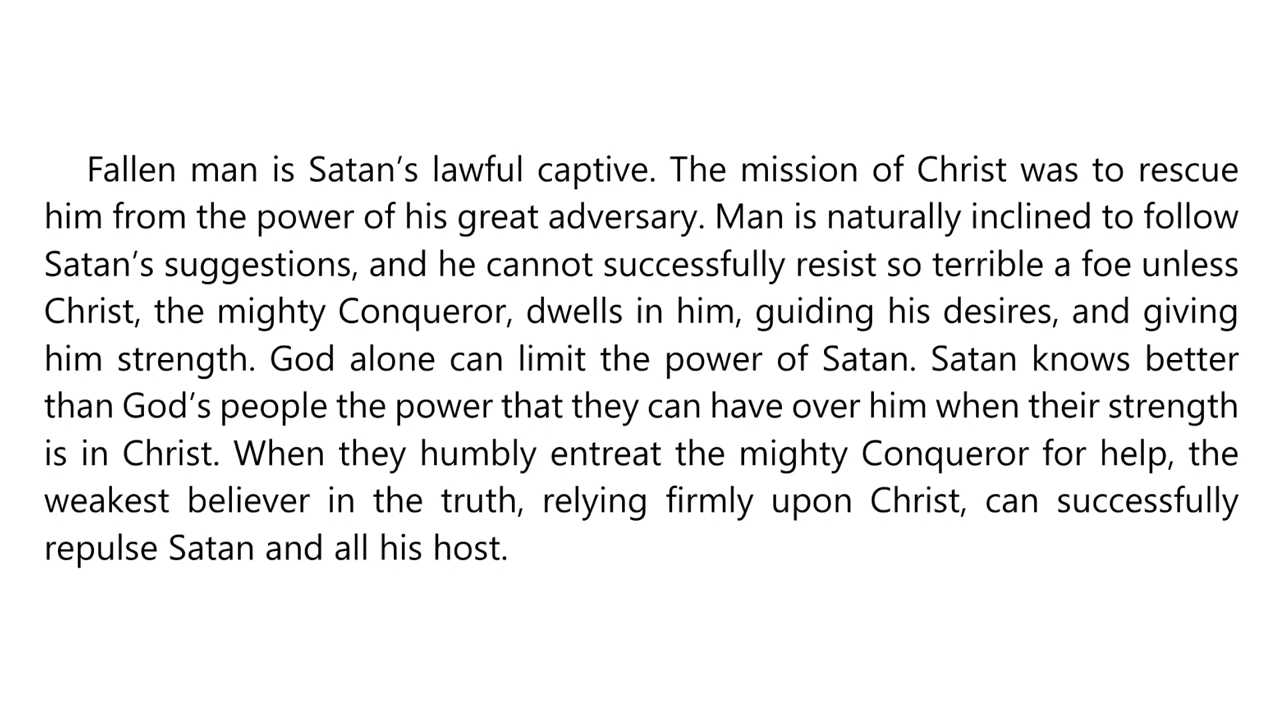 Fallen man is Satan’s lawful captive. The mission of Christ was to rescue
him from the power of his great adversary. Man is naturally inclined to follow
Satan’s suggestions, and he cannot successfully resist so terrible a foe unless
Christ, the mighty Conqueror, dwells in him, guiding his desires, and giving
him strength. God alone can limit the power of Satan. Satan knows better
than God’s people the power that they can have over him when their strength
is in Christ. When they humbly entreat the mighty Conqueror for help, the
weakest believer in the truth, relying firmly upon Christ, can successfully
repulse Satan and all his host.